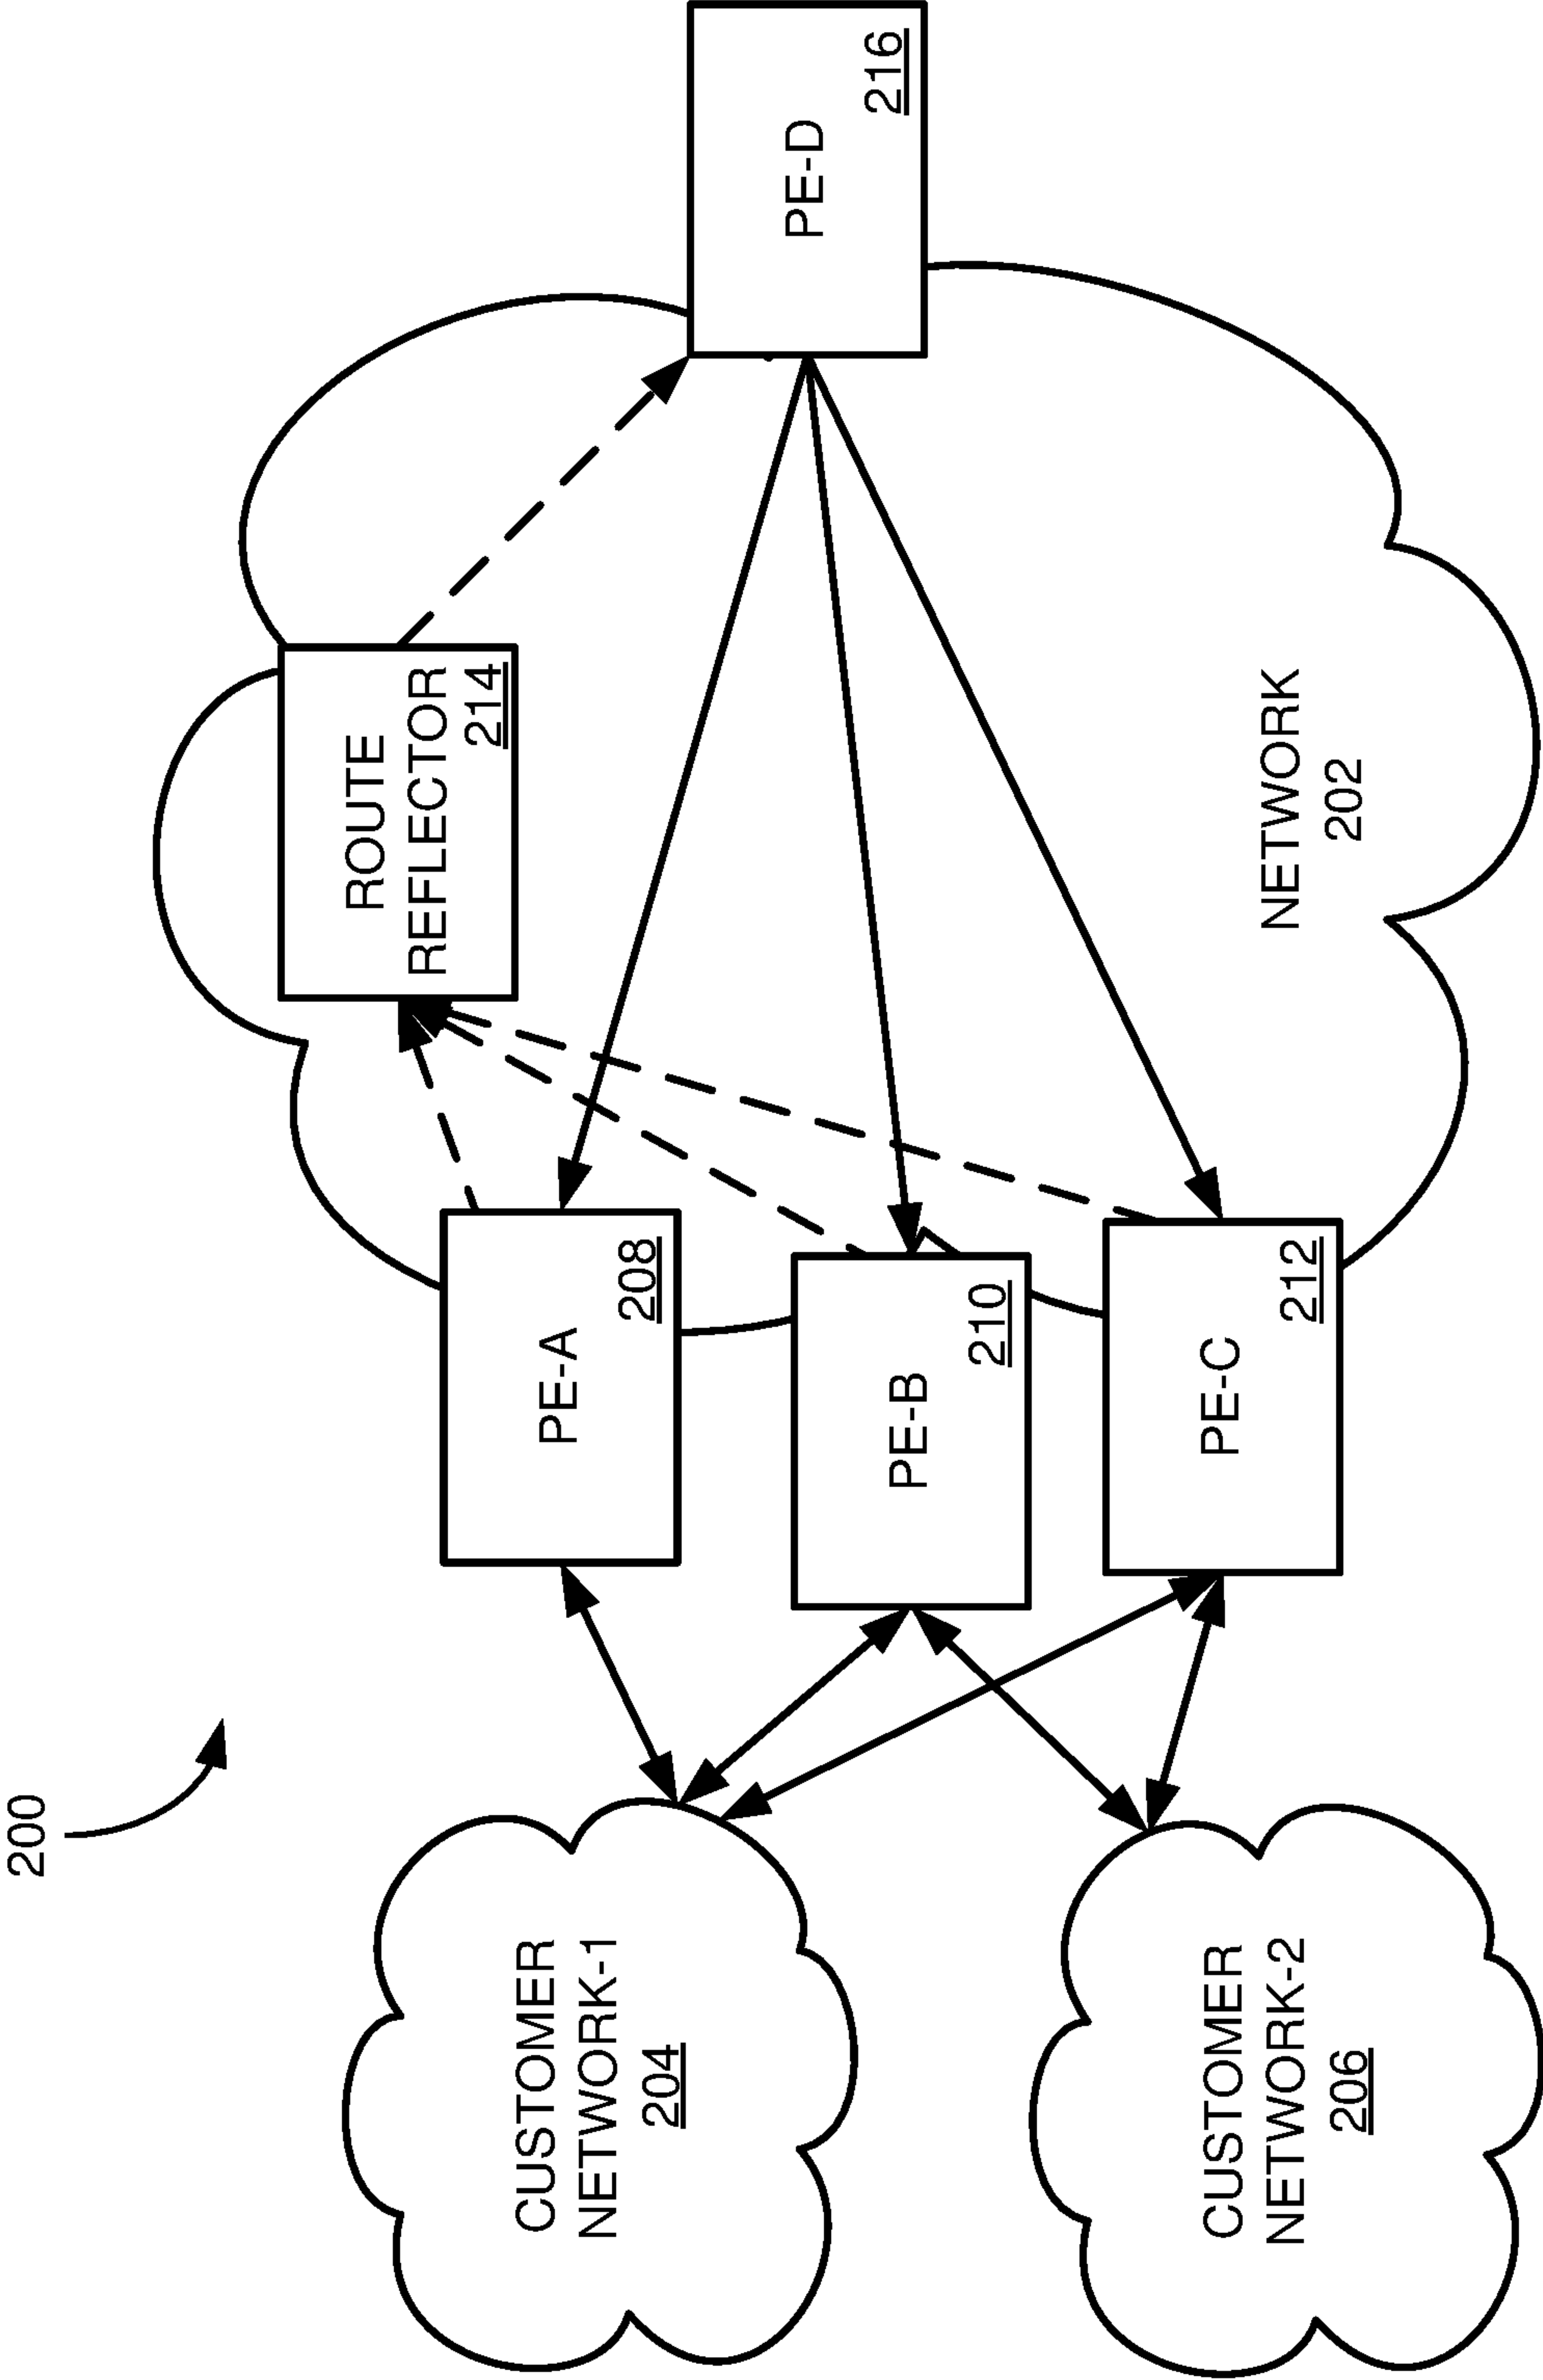 200
CUSTOMER
NETWORK-1
204
CUSTOMER
NETWORK-2
206
PE-A
208
PE-B
210
PE-C
212
ROUTE
REFLECTOR
214
NETWORK
202
PE-D
216